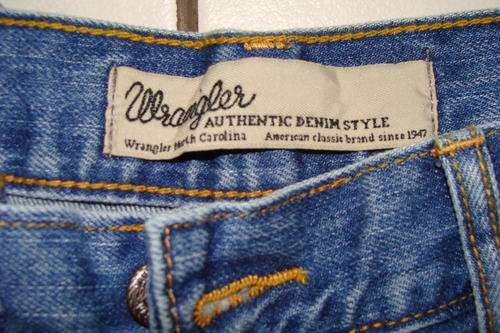 Wrangler
AUTHENTIC DENIM STYLE
Wrangler North Carolina American classic brand since 1947